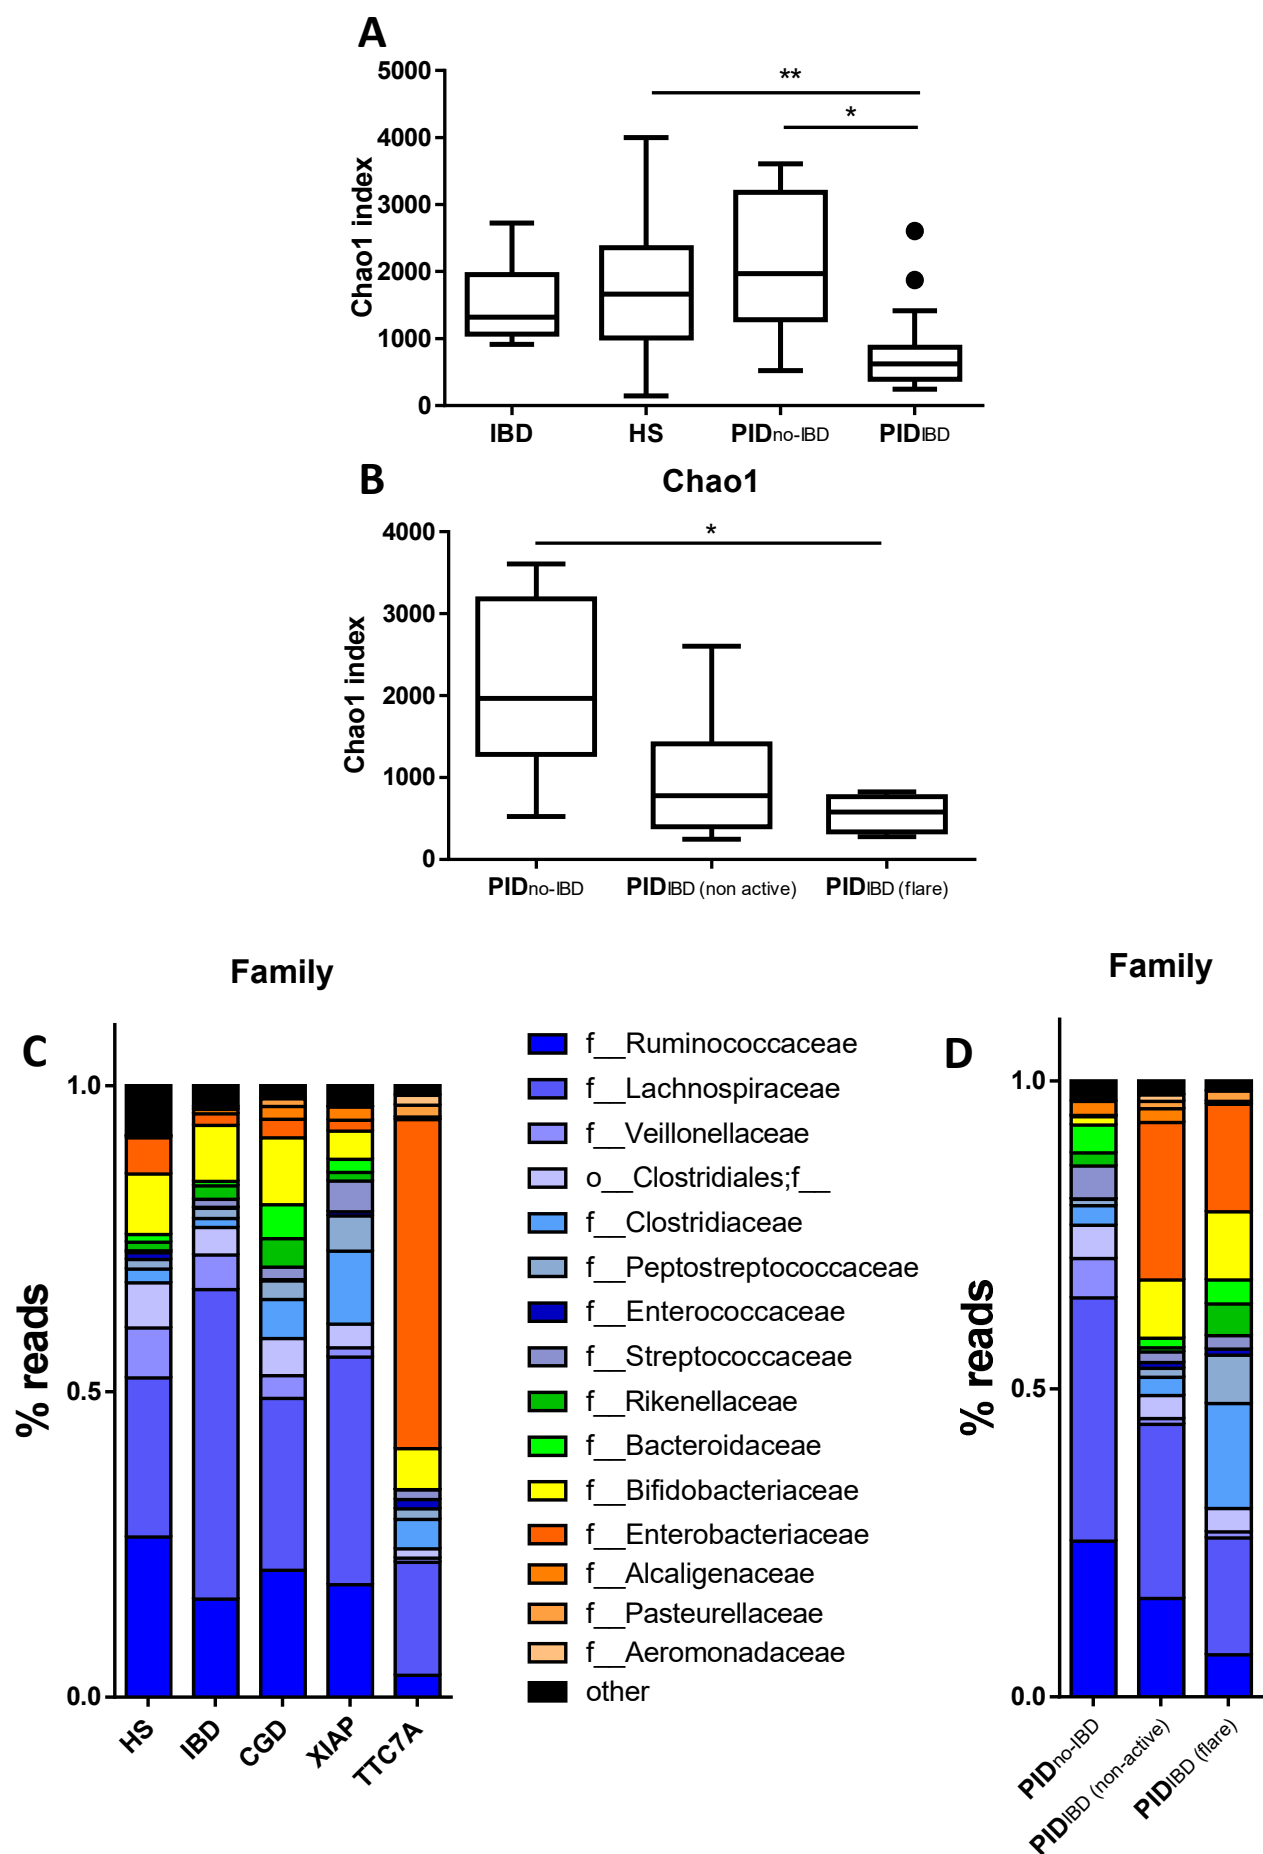 A
5000
4000
3000
2000
1000
0
Chao1 index
**
*
IBD
HS
PIDno-IBD
PIDIBD
B
Chao1
4000
3000
2000
1000
0
Chao1 index
*
PIDno-IBD
PIDIBD (non active)
PIDIBD (flare)
C
Family
1.0
0.5
0.0
% reads
HS
IBD
CGD
XIAP
TTC7A
f__Ruminococcaceae
f__Lachnospiraceae
f__Veillonellaceae
o__Clostridiales;f__
f__Clostridiaceae
f__Peptostreptococcaceae
f__Enterococcaceae
f__Streptococcaceae
f__Rikenellaceae
f__Bacteroidaceae
f__Bifidobacteriaceae
f__Enterobacteriaceae
f__Alcaligenaceae
f__Pasteurellaceae
f__Aeromonadaceae
other
D
Family
1.0
0.5
0.0
% reads
PIDno-IBD
PIDIBD (non-active)
PIDIBD (flare)